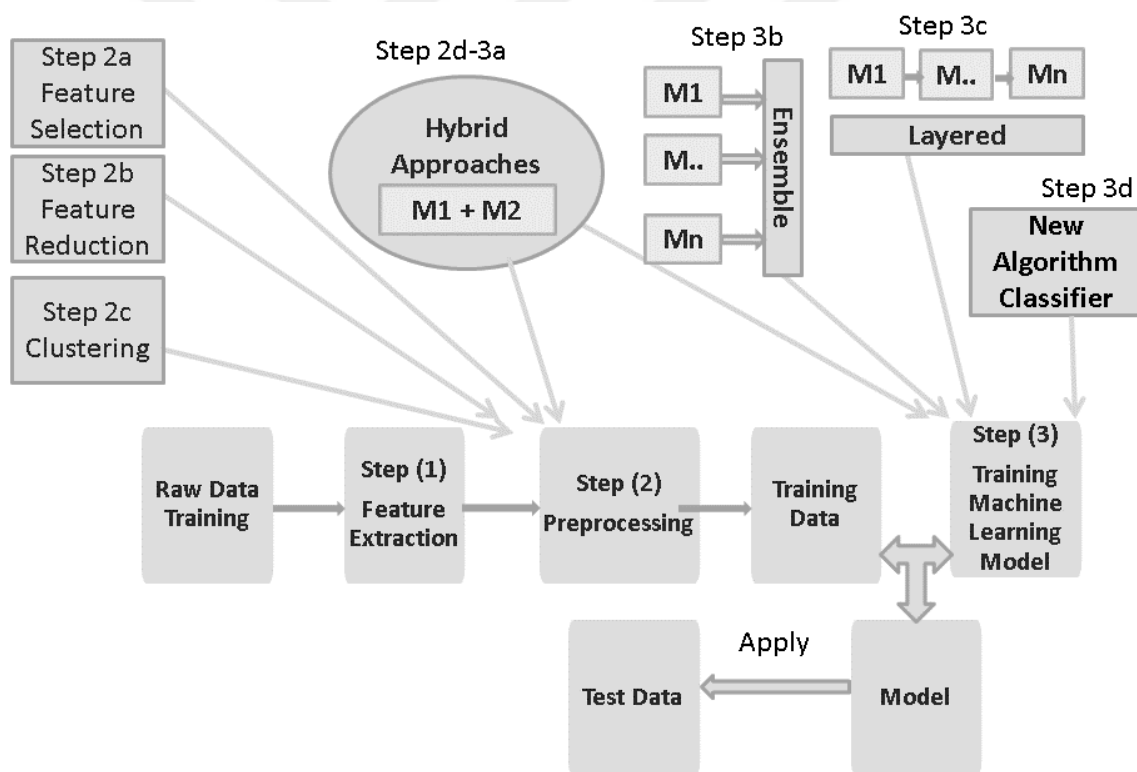 Step 2a
Feature
Selection
Step 2b
Feature
Reduction
Step 2c
Clustering
Step 2d-3a
Hybrid
Approaches
M1 + M2
Step 3b
M1
M..
Mn
Ensemble
Step 3c
M1
M..
Mn
Layered
Step 3d
New
Algorithm
Classifier
Raw Data
Training
Step (1)
Feature
Extraction
Step (2)
Preprocessing
Training
Data
Step (3)
Training
Machine
Learning
Model
Apply
Test Data
Model